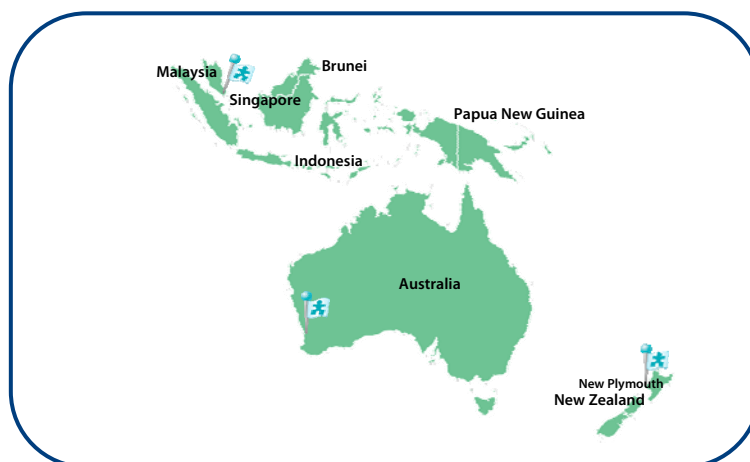 Brunei
Malaysia
Singapore
Papua New Guinea
Indonesia
Australia
New Plymouth
New Zealand